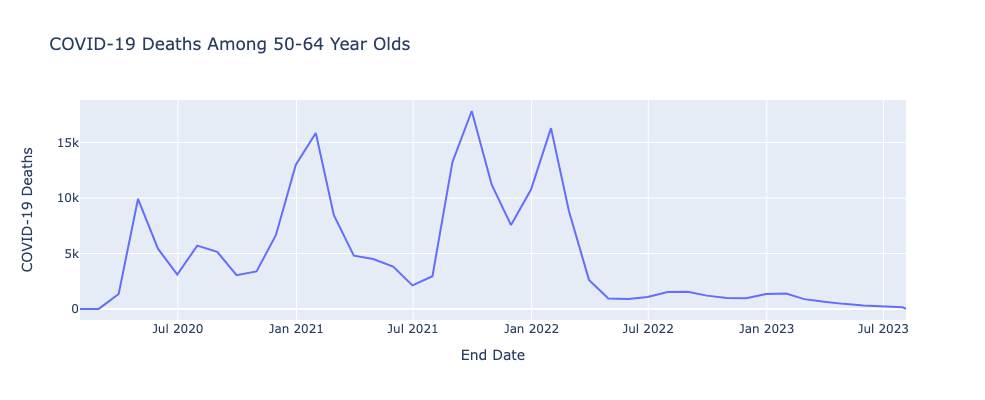 COVID-19 Deaths Among 50-64 Year Olds
COVID-19 Deaths
15k
10k
5k
0
Jul 2020 Jan 2021 Jul 2021 Jan 2022 Jul 2022 Jan 2023 Jul 2023
End Date